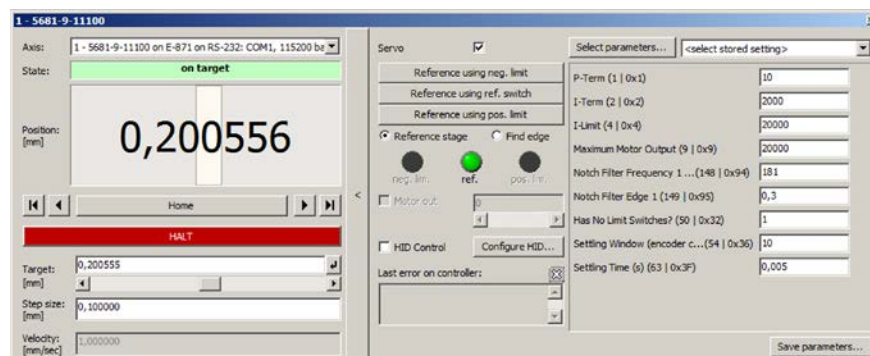 1 - 5681-9-11100
Axis:
1 - 5681-9-11100 on E-871 on RS-232: COM1, 115200 ba
State:
on target
Position:
[mm]
0,200556
Home
HALT
Target:
[mm]
0,200555
Step size:
[mm]
0,100000
Velocity:
[mm/sec]
1,000000
<
Servo
Reference using neg. limit
Reference using ref. switch
Reference using pos. limit
Reference stage
Find edge
neg. lim.
ref.
pos. lim.
Motor out
0
HID Control
Configure HID...
Last error on controller:
Select parameters...
<select stored setting>
P-Term (1 | 0x1)
10
I-Term (2 | 0x2)
2000
I-Limit (4 | 0x4)
20000
Maximum Motor Output (9 | 0x9)
20000
Notch Filter Frequency 1 ...(148 | 0x94)
181
Notch Filter Edge 1 (149 | 0x95)
0,3
Has No Limit Switches? (50 | 0x32)
1
Settling Window (encoder c...(54 | 0x36)
10
Settling Time (s) (63 | 0x3F)
0,005
Save parameters...